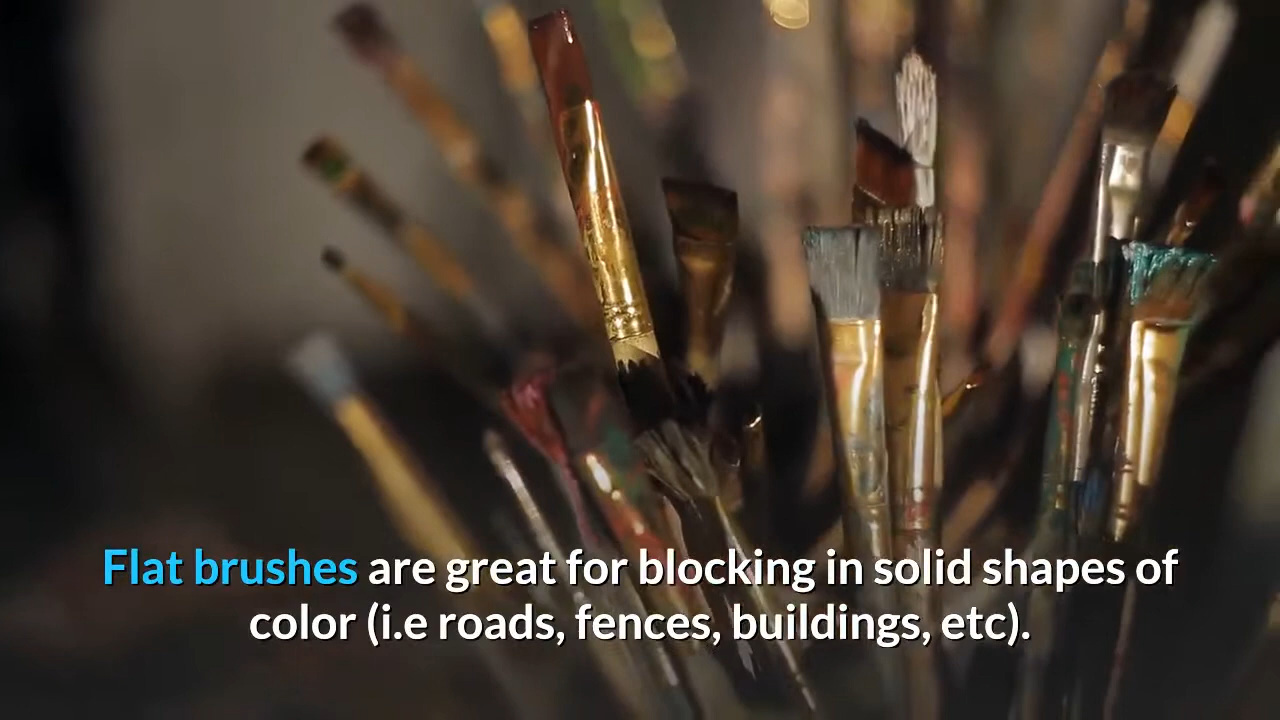 Flat brushes are great for blocking in solid shapes of
color (i.e roads, fences, buildings, etc).